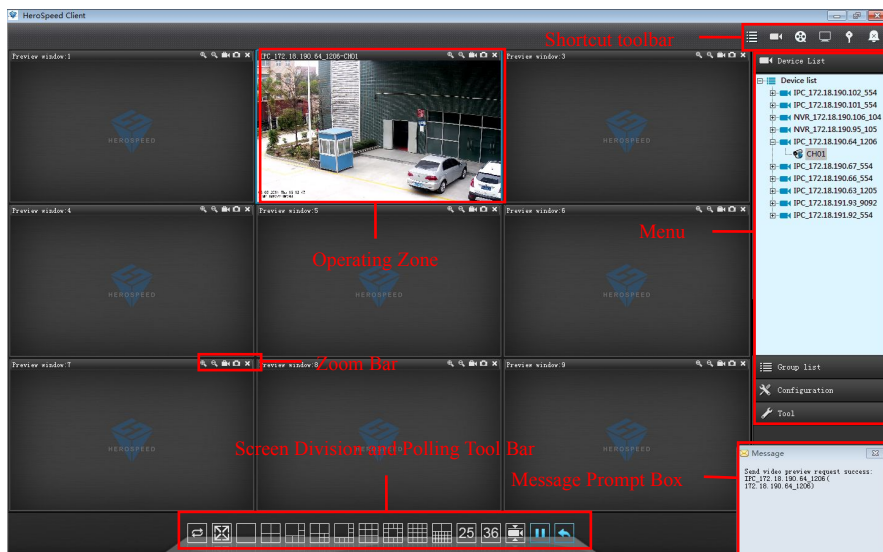 HeroSpeed Client
Shortcut toolbar
Preview window:1
IPC_172.18.190.64_1206-CH01
Preview window:3
Device List
Device list
IPC_172.18.190.102_554
IPC_172.18.190.101_554
NVR_172.18.190.106_104
NVR_172.18.190.95_105
IPC_172.18.190.64_1206
CH01
IPC_172.18.190.67_554
IPC_172.18.190.66_554
IPC_172.18.190.63_1205
IPC_172.18.191.93_9092
IPC_172.18.191.92_554
HEROSPEED
HEROSPEED
Preview window:4
Preview window:5
Preview window:6
Menu
Operating Zone
HEROSPEED
HEROSPEED
HEROSPEED
Preview window:7
Zoom Bar
Preview window:8
Preview window:9
Group list
Configuration
Tool
HEROSPEED
HEROSPEED
HEROSPEED
Screen Division and Polling Tool Bar
Message Prompt Box
Message
Send video preview request success:
IPC_172.18.190.64_1206(
172.18.190.64_1206)
25
36